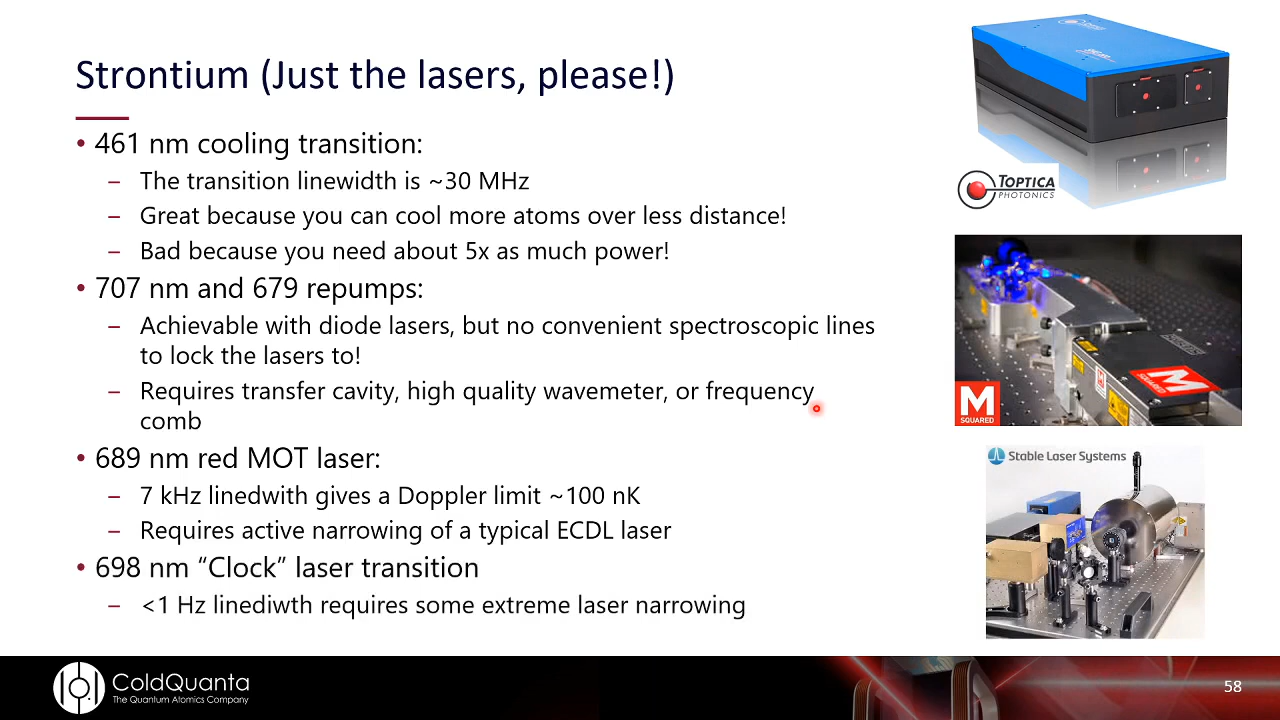 Strontium (Just the lasers, please!)
• 461 nm cooling transition:
– The transition linewidth is ~30 MHz
– Great because you can cool more atoms over less distance!
– Bad because you need about 5x as much power!
• 707 nm and 679 repumps:
– Achievable with diode lasers, but no convenient spectroscopic lines
to lock the lasers to!
– Requires transfer cavity, high quality wavemeter, or frequency
comb
• 689 nm red MOT laser:
– 7 kHz linedwith gives a Doppler limit ~100 nK
– Requires active narrowing of a typical ECDL laser
• 698 nm “Clock” laser transition
– <1 Hz linediwth requires some extreme laser narrowing
TOPTICA
PHOTONICS
M
SQUARED
Stable Laser Systems
ColdQuanta
The Quantum Atomics Company
58